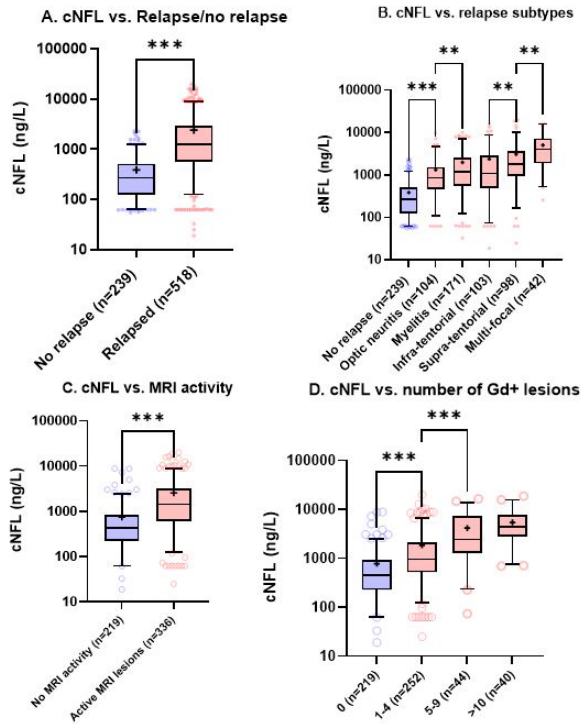 A. cNFL vs. Relapse/no relapse
***
100000
10000
1000
100
10
cNFL (ng/L)
No relapse (n=239)
Relapsed (n=518)
B. cNFL vs. relapse subtypes
**
**
***
**
100000
10000
1000
100
10
cNFL (ng/L)
No relapse (n=239)
Optic neuritis (n=104)
Myelitis (n=171)
Infra-tentorial (n=103)
Supra-tentorial (n=98)
Multi-focal (n=42)
C. cNFL vs. MRI activity
***
100000
10000
1000
100
10
cNFL (ng/L)
No MRI activity (n=219)
Active MRI lesions (n=336)
D. cNFL vs. number of Gd+ lesions
***
***
100000
10000
1000
100
10
cNFL (ng/L)
0 (n=219)
1-4 (n=252)
5-9 (n=44)
>10 (n=40)